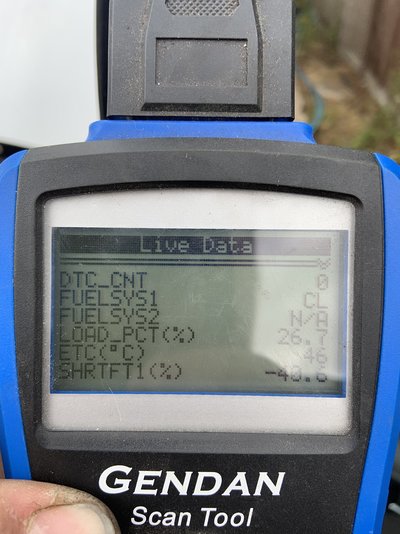 Live Data
DTC_CNT 0
FUELSYS1 CL
FUELSYS2 N/A
LOAD_PCT(%) 26.7
ETC(°C) 46
SHRTFT1(%) -40.6
GENDAN
Scan Tool